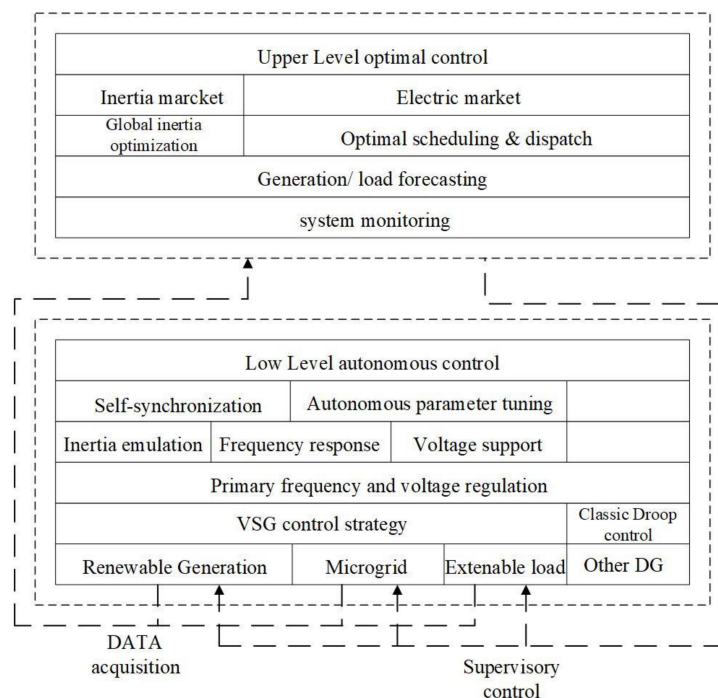 Upper Level optimal control
Inertia marcket
Electric market
Global inertia
optimization
Optimal scheduling & dispatch
Generation/ load forecasting
system monitoring
Low Level autonomous control
Self-synchronization
Autonomous parameter tuning
Inertia emulation
Frequency response
Voltage support
Primary frequency and voltage regulation
VSG control strategy
Classic Droop
control
Renewable Generation
Microgrid
Extenable load
Other DG
DATA
acquisition
Supervisory
control